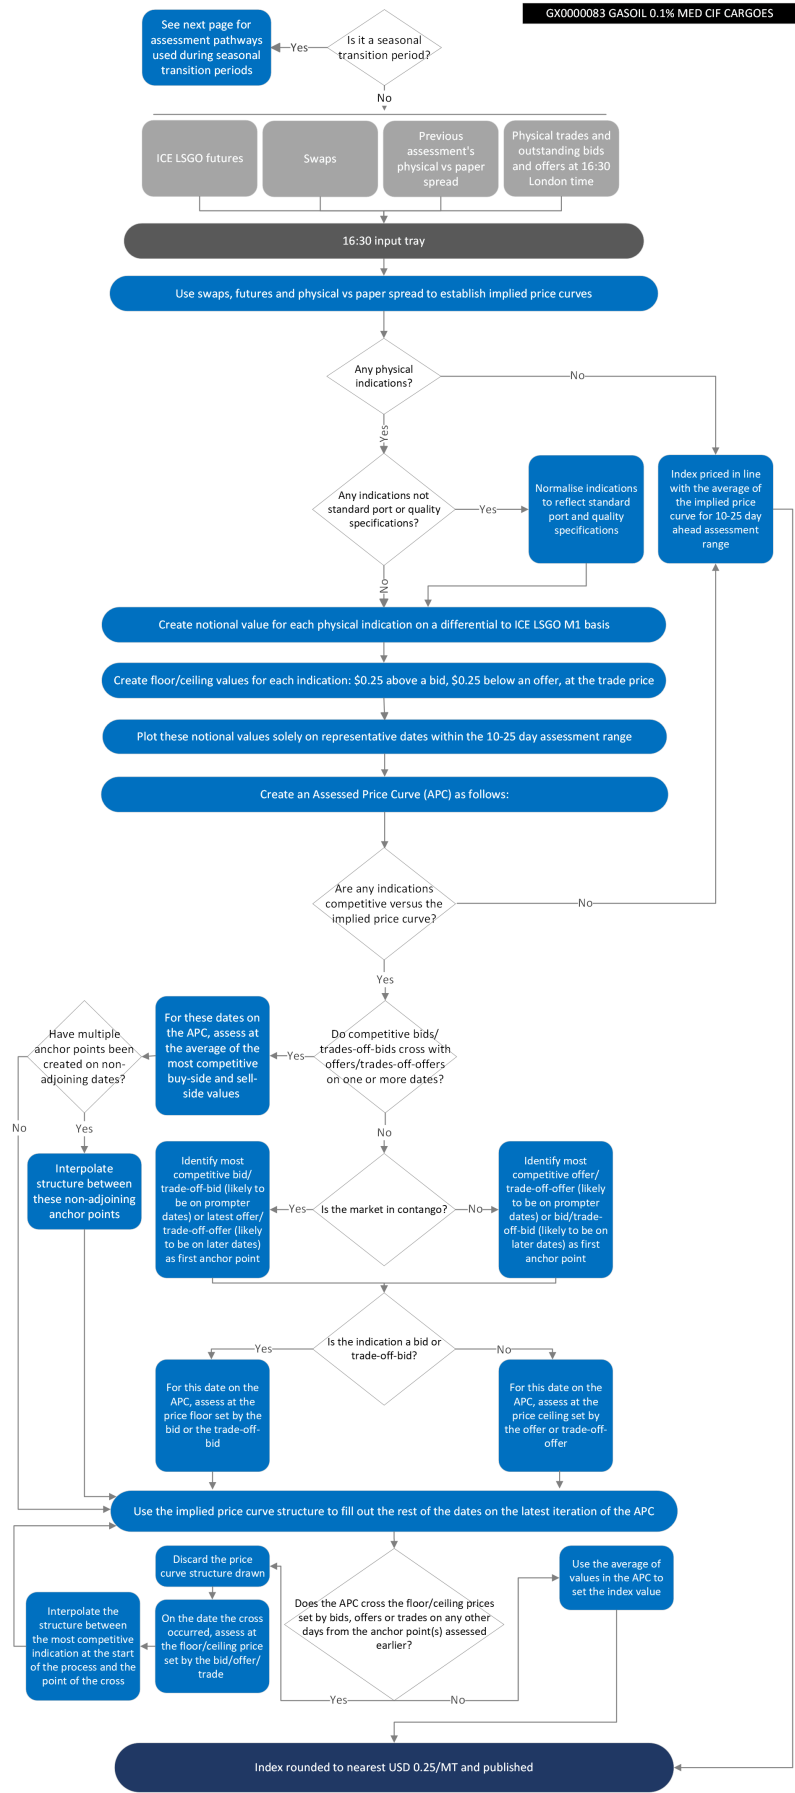 GX0000083 GASOIL 0.1% MED CIF CARGOES
See next page for
assessment pathways
used during seasonal
transition periods
Yes
Is it a seasonal
transition period?
No
ICE LSGO futures
Swaps
Previous
assessment's
physical vs paper
spread
Physical trades and
outstanding bids
and offers at 16:30
London time
16:30 input tray
Use swaps, futures and physical vs paper spread to establish implied price curves
Any physical
indications?
No
Yes
Any indications not
standard port or quality
specifications?
Yes
Normalise indications
to reflect standard
port and quality
specifications
Index priced in line
with the average of
the implied price
curve for 10-25 day
ahead assessment
range
No
Create notional value for each physical indication on a differential to ICE LSGO M1 basis
Create floor/ceiling values for each indication: $0.25 above a bid, $0.25 below an offer, at the trade price
Plot these notional values solely on representative dates within the 10-25 day assessment range
Create an Assessed Price Curve (APC) as follows:
Are any indications
competitive versus the
implied price curve?
No
Yes
Have multiple
anchor points been
created on non-
adjoining dates?
For these dates on
the APC, assess at
the average of the
most competitive
buy-side and sell-
side values
Yes
Do competitive bids/
trades-off-bids cross with
offers/trades-off-offers
on one or more dates?
No
Yes
No
Interpolate
structure between
these non-adjoining
anchor points
Identify most
competitive bid/
trade-off-bid (likely to
be on prompter
dates) or latest offer/
trade-off-offer (likely
to be on later dates)
as first anchor point
Yes
Is the market in contango?
No
Identify most
competitive offer/
trade-off-offer (likely
to be on prompter
dates) or bid/trade-
off-bid (likely to be on
later dates) as first
anchor point
Yes
Is the indication a bid or
trade-off-bid?
No
For this date on the
APC, assess at the
price floor set by the
bid or the trade-off-
bid
For this date on the
APC, assess at the
price ceiling set by
the offer or trade-off-
offer
Use the implied price curve structure to fill out the rest of the dates on the latest iteration of the APC
Discard the price
curve structure drawn
Use the average of
values in the APC to
set the index value
Does the APC cross the floor/ceiling prices
set by bids, offers or trades on any other
days from the anchor point(s) assessed
earlier?
Interpolate the
structure between
the most competitive
indication at the start
of the process and the
point of the cross
On the date the cross
occurred, assess at
the floor/ceiling price
set by the bid/offer/
trade
Yes
No
Index rounded to nearest USD 0.25/MT and published